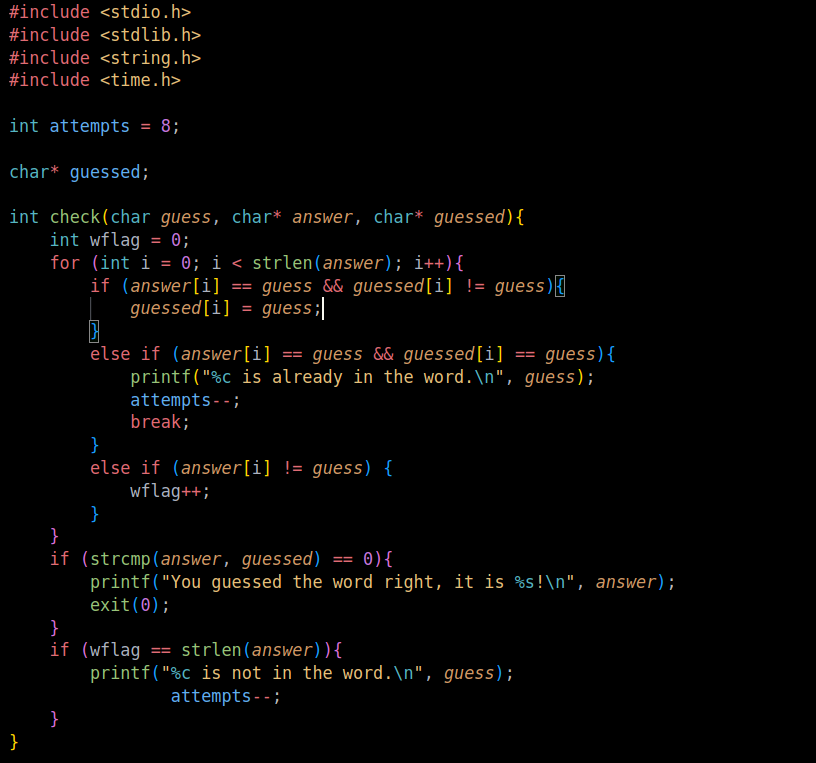 #include <stdio.h>
#include <stdlib.h>
#include <string.h>
#include <time.h>

int attempts = 8;

char* guessed;

int check(char guess, char* answer, char* guessed){
    int wflag = 0;
    for (int i = 0; i < strlen(answer); i++){
        if (answer[i] == guess && guessed[i] != guess){
            guessed[i] = guess;
        }
        else if (answer[i] == guess && guessed[i] == guess){
            printf("%c is already in the word.\n", guess);
            attempts--;
            break;
        }
        else if (answer[i] != guess) {
            wflag++;
        }
    }
    if (strcmp(answer, guessed) == 0){
        printf("You guessed the word right, it is %s!\n", answer);
        exit(0);
    }
    if (wflag == strlen(answer)){
        printf("%c is not in the word.\n", guess);
                attempts--;
    }
}